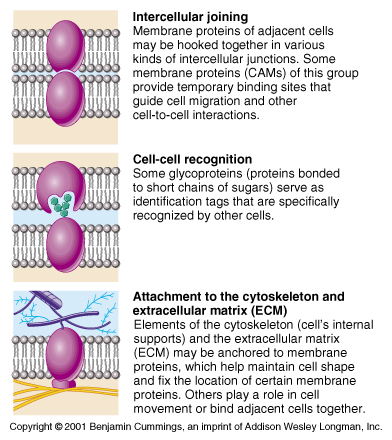 Intercellular joining
Membrane proteins of adjacent cells
may be hooked together in various
kinds of intercellular junctions. Some
membrane proteins (CAMs) of this group
provide temporary binding sites that
guide cell migration and other
cell-to-cell interactions.
Cell-cell recognition
Some glycoproteins (proteins bonded
to short chains of sugars) serve as
identification tags that are specifically
recognized by other cells.
Attachment to the cytoskeleton and
extracellular matrix (ECM)
Elements of the cytoskeleton (cell's internal
supports) and the extracellular matrix
(ECM) may be anchored to membrane
proteins, which help maintain cell shape
and fix the location of certain membrane
proteins. Others play a role in cell
movement or bind adjacent cells together.
Copyright © 2001 Benjamin Cummings, an imprint of Addison Wesley Longman, Inc.